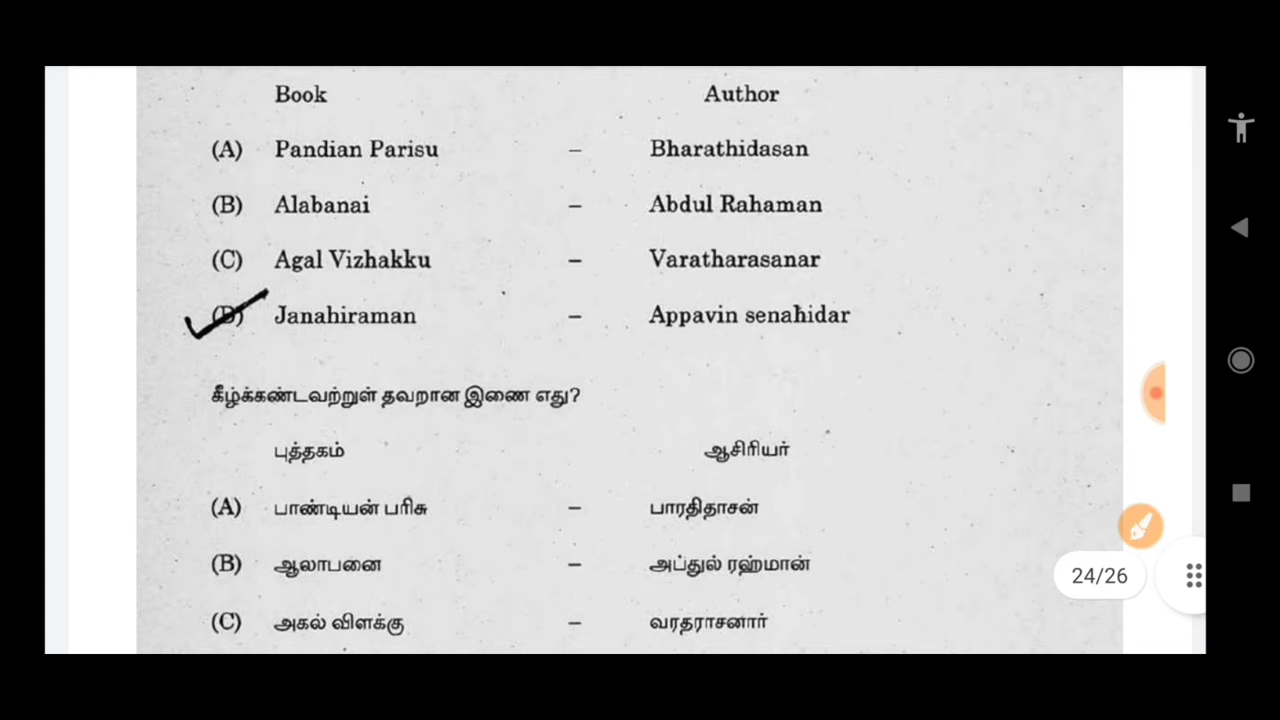 Book Author
(A) Pandian Parisu – Bharathidasan
(B) Alabanai – Abdul Rahaman
(C) Agal Vizhakku – Varatharasanar
(D) Janahiraman – Appavin senahidar
கீழ்க்கண்டவற்றுள் தவறான இணை எது?
புத்தகம் ஆசிரியர்
(A) பாண்டியன் பரிசு – பாரதிதாசன்
(B) ஆலாபனை – அப்துல் ரஹ்மான்
(C) அகல் விளக்கு – வரதராசனார்
24/26